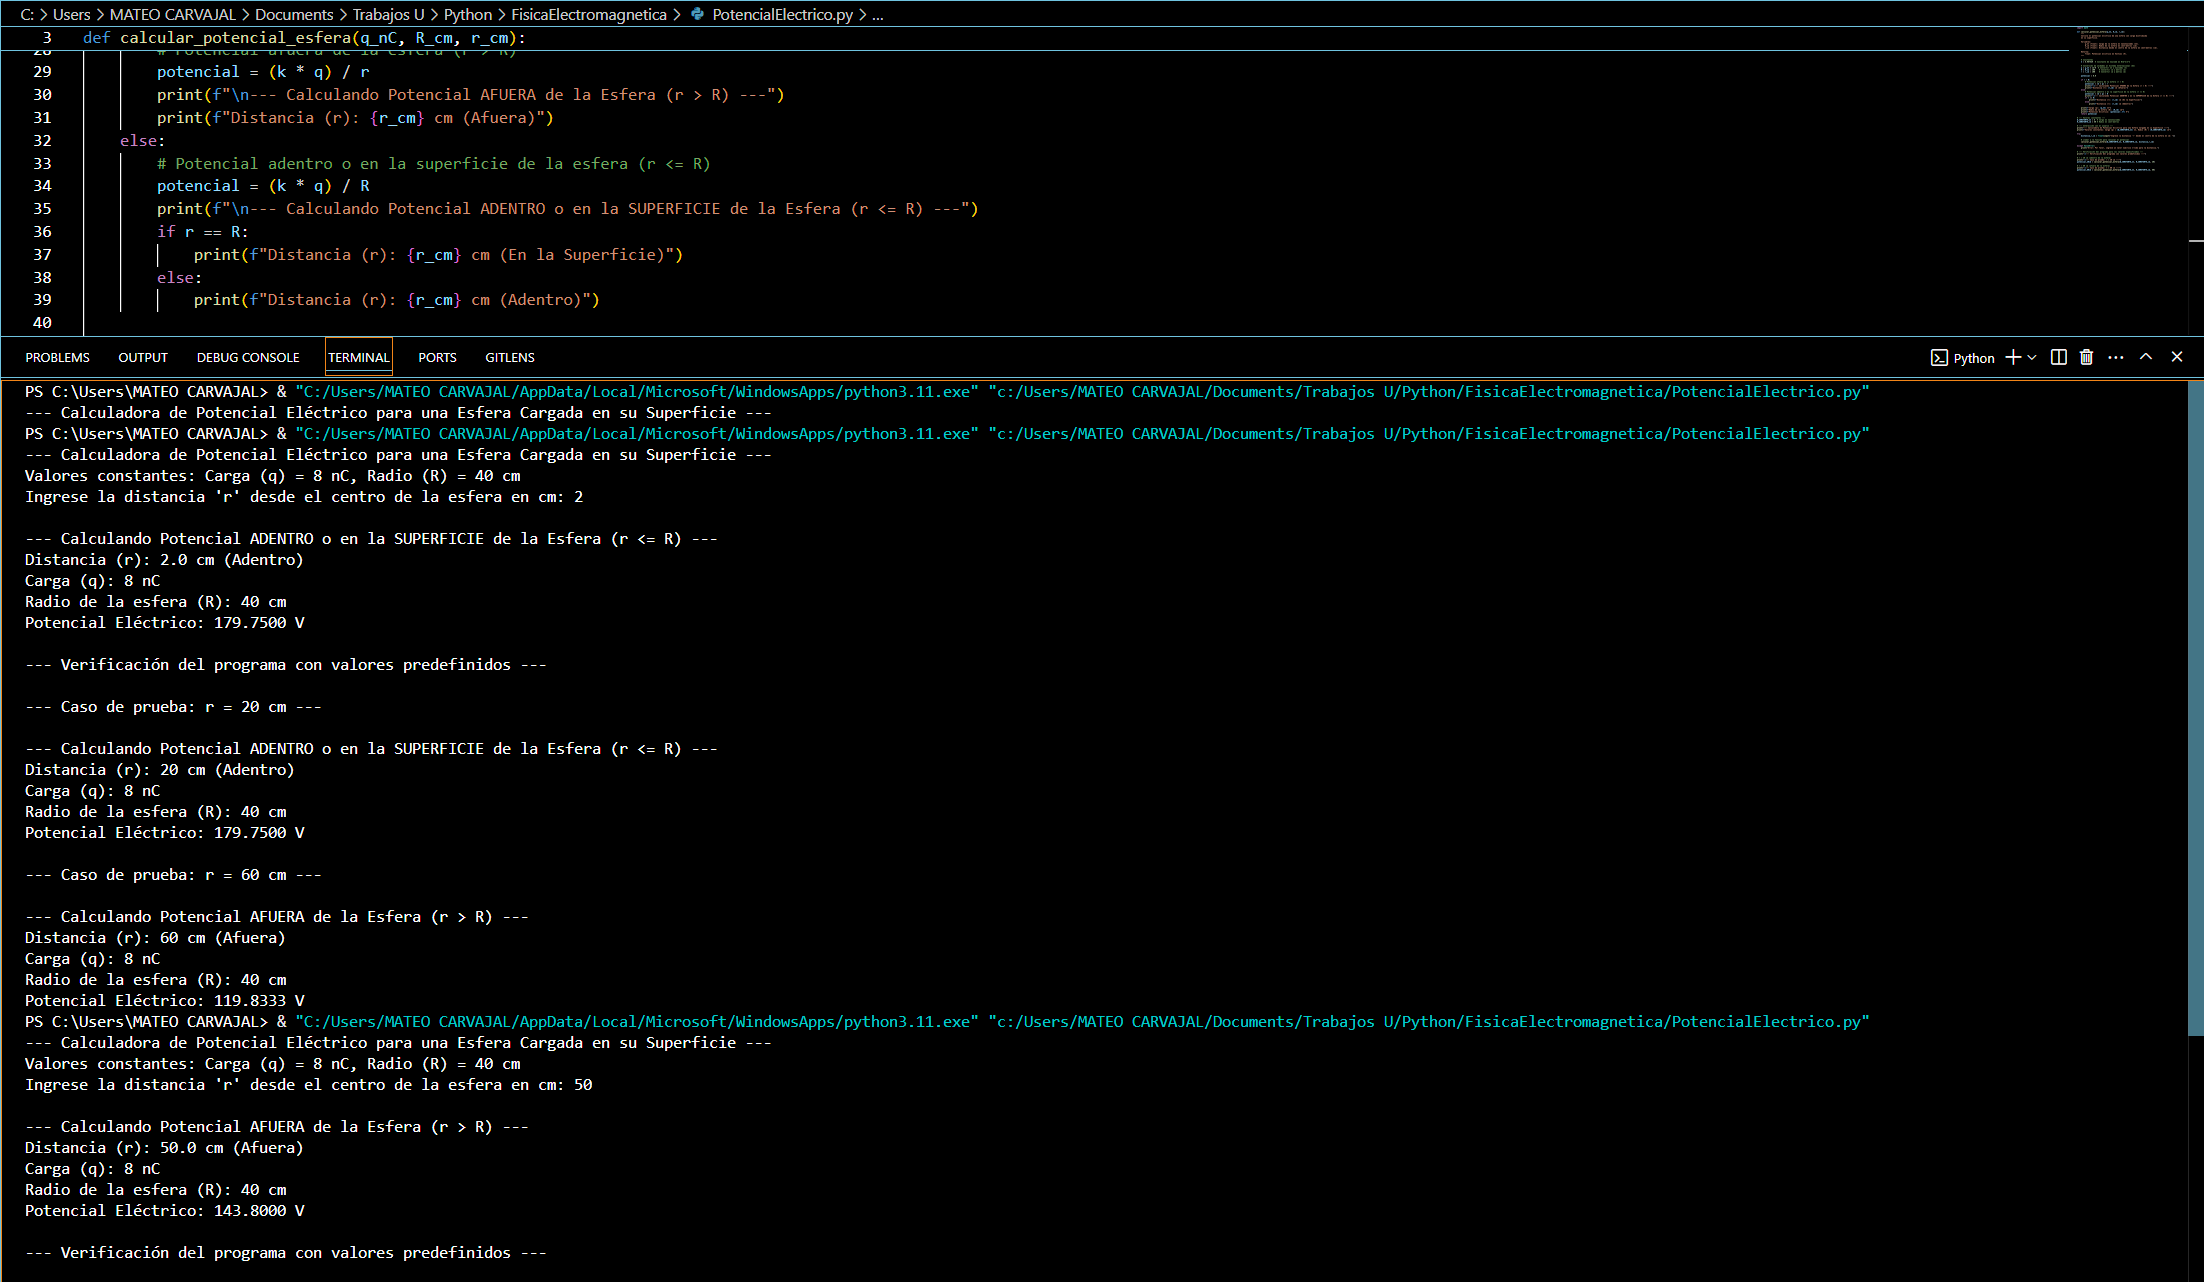 C: > Users > MATEO CARVAJAL > Documents > Trabajos U > Python > FisicaElectromagnetica > PotencialElectrico.py > ...
3 def calcular_potencial_esfera(q_nC, R_cm, r_cm):
28 # Potencial afuera de la esfera (r > R)
29 potencial = (k * q) / r
30 print(f"\n--- Calculando Potencial AFUERA de la Esfera (r > R) ---")
31 print(f"Distancia (r): {r_cm} cm (Afuera)")
32 else:
33 # Potencial adentro o en la superficie de la esfera (r <= R)
34 potencial = (k * q) / R
35 print(f"\n--- Calculando Potencial ADENTRO o en la SUPERFICIE de la Esfera (r <= R) ---")
36 if r == R:
37 print(f"Distancia (r): {r_cm} cm (En la Superficie)")
38 else:
39 print(f"Distancia (r): {r_cm} cm (Adentro)")
40
PROBLEMS OUTPUT DEBUG CONSOLE TERMINAL PORTS GITLENS Python
PS C:\Users\MATEO CARVAJAL> & "C:/Users/MATEO CARVAJAL/AppData/Local/Microsoft/WindowsApps/python3.11.exe" "c:/Users/MATEO CARVAJAL/Documents/Trabajos U/Python/FisicaElectromagnetica/PotencialElectrico.py"
--- Calculadora de Potencial Eléctrico para una Esfera Cargada en su Superficie ---
PS C:\Users\MATEO CARVAJAL> & "C:/Users/MATEO CARVAJAL/AppData/Local/Microsoft/WindowsApps/python3.11.exe" "c:/Users/MATEO CARVAJAL/Documents/Trabajos U/Python/FisicaElectromagnetica/PotencialElectrico.py"
--- Calculadora de Potencial Eléctrico para una Esfera Cargada en su Superficie ---
Valores constantes: Carga (q) = 8 nC, Radio (R) = 40 cm
Ingrese la distancia 'r' desde el centro de la esfera en cm: 2
--- Calculando Potencial ADENTRO o en la SUPERFICIE de la Esfera (r <= R) ---
Distancia (r): 2.0 cm (Adentro)
Carga (q): 8 nC
Radio de la esfera (R): 40 cm
Potencial Eléctrico: 179.7500 V
--- Verificación del programa con valores predefinidos ---
--- Caso de prueba: r = 20 cm ---
--- Calculando Potencial ADENTRO o en la SUPERFICIE de la Esfera (r <= R) ---
Distancia (r): 20 cm (Adentro)
Carga (q): 8 nC
Radio de la esfera (R): 40 cm
Potencial Eléctrico: 179.7500 V
--- Caso de prueba: r = 60 cm ---
--- Calculando Potencial AFUERA de la Esfera (r > R) ---
Distancia (r): 60 cm (Afuera)
Carga (q): 8 nC
Radio de la esfera (R): 40 cm
Potencial Eléctrico: 119.8333 V
PS C:\Users\MATEO CARVAJAL> & "C:/Users/MATEO CARVAJAL/AppData/Local/Microsoft/WindowsApps/python3.11.exe" "c:/Users/MATEO CARVAJAL/Documents/Trabajos U/Python/FisicaElectromagnetica/PotencialElectrico.py"
--- Calculadora de Potencial Eléctrico para una Esfera Cargada en su Superficie ---
Valores constantes: Carga (q) = 8 nC, Radio (R) = 40 cm
Ingrese la distancia 'r' desde el centro de la esfera en cm: 50
--- Calculando Potencial AFUERA de la Esfera (r > R) ---
Distancia (r): 50.0 cm (Afuera)
Carga (q): 8 nC
Radio de la esfera (R): 40 cm
Potencial Eléctrico: 143.8000 V
--- Verificación del programa con valores predefinidos ---